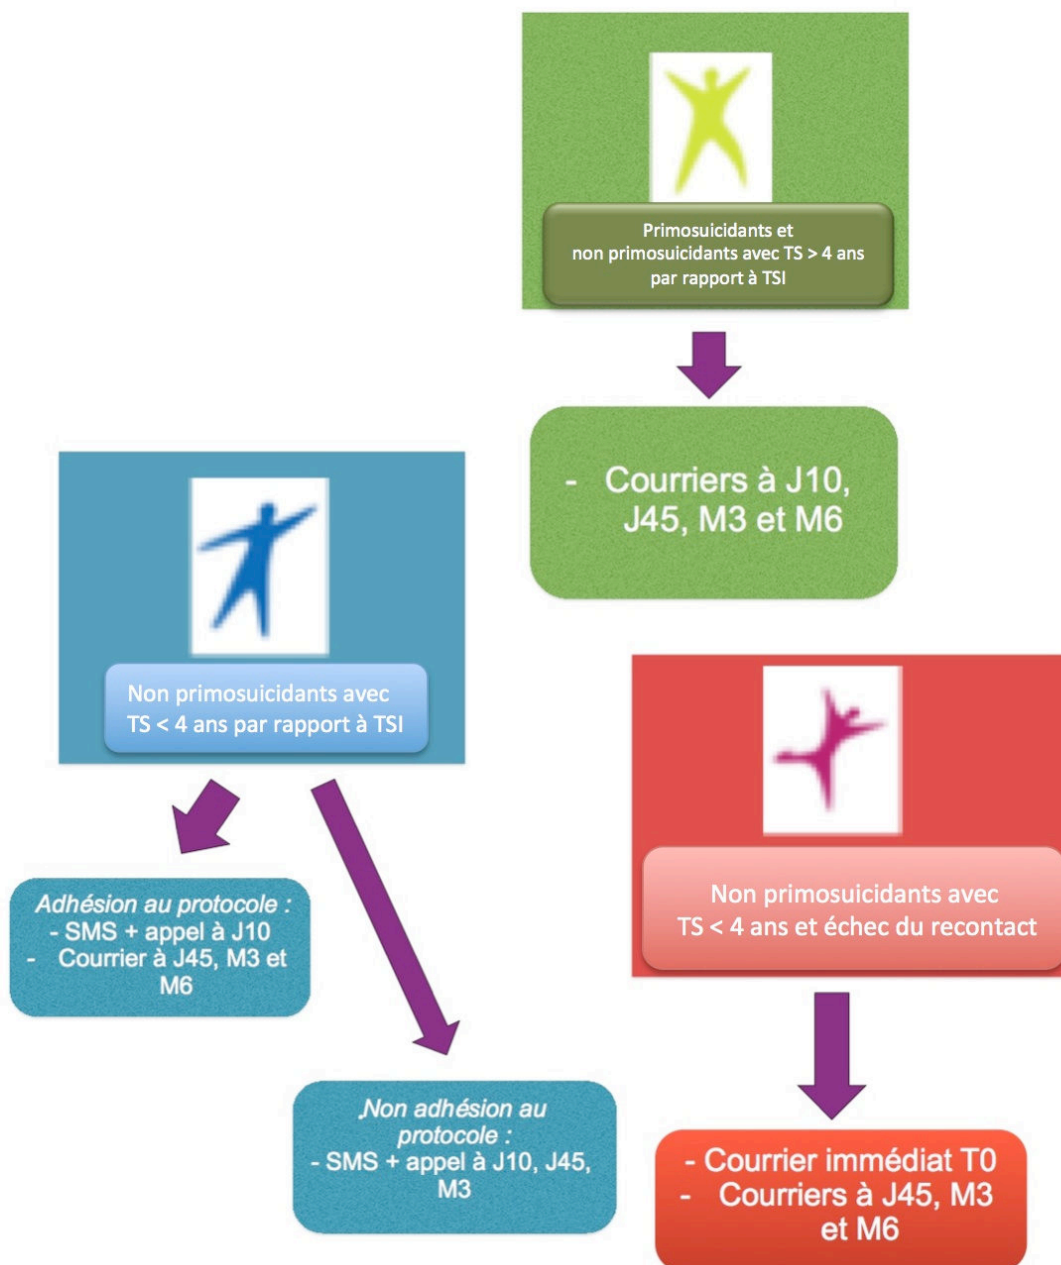 Primosuicidants et
non primosuicidants avec TS > 4 ans
par rapport à TSI
- Courriers à J10,
J45, M3 et M6
Non primosuicidants avec
TS < 4 ans par rapport à TSI
Adhésion au protocole :
- SMS + appel à J10
- Courrier à J45, M3 et
M6
Non adhésion au
protocole :
- SMS + appel à J10, J45,
M3
Non primosuicidants avec
TS < 4 ans et échec du recontact
- Courrier immédiat T0
- Courriers à J45, M3
et M6